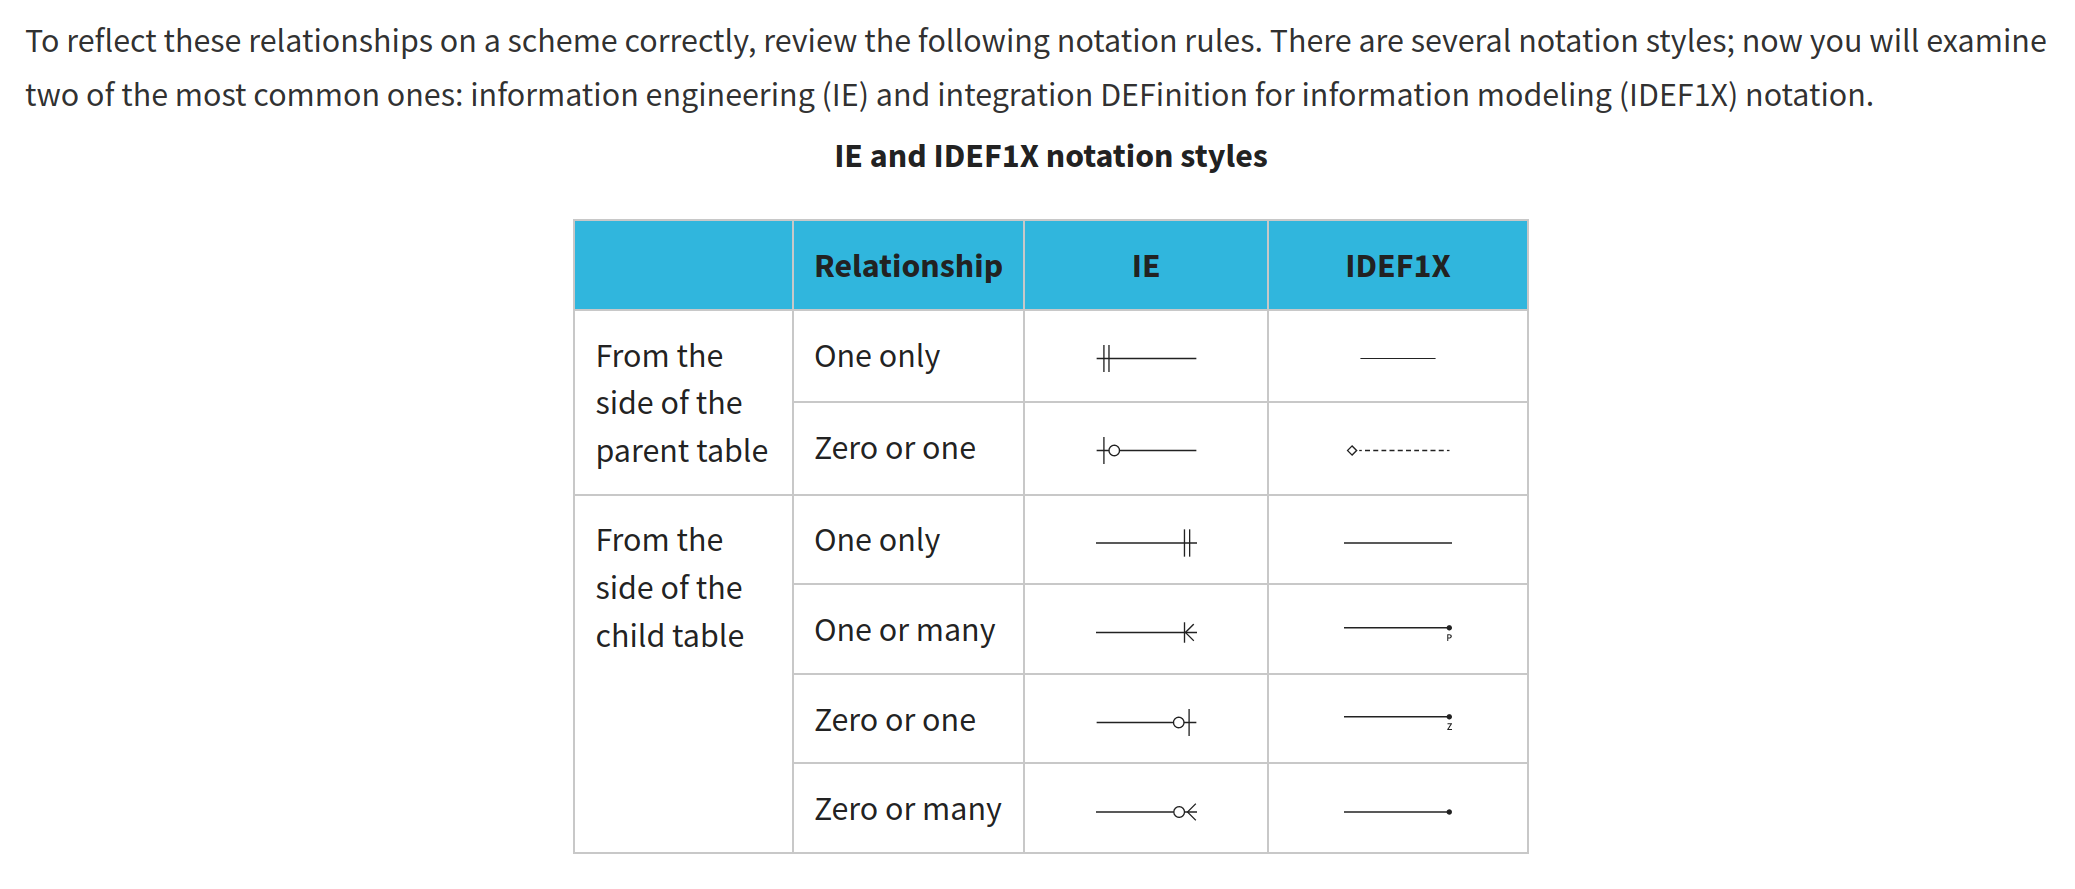 To reflect these relationships on a scheme correctly, review the following notation rules. There are several notation styles; now you will examine
two of the most common ones: information engineering (IE) and integration DEFinition for information modeling (IDEF1X) notation.
IE and IDEF1X notation styles
Relationship IE IDEF1X
From the
side of the
parent table
One only
Zero or one
From the
side of the
child table
One only
One or many
P
Zero or one
Z
Zero or many